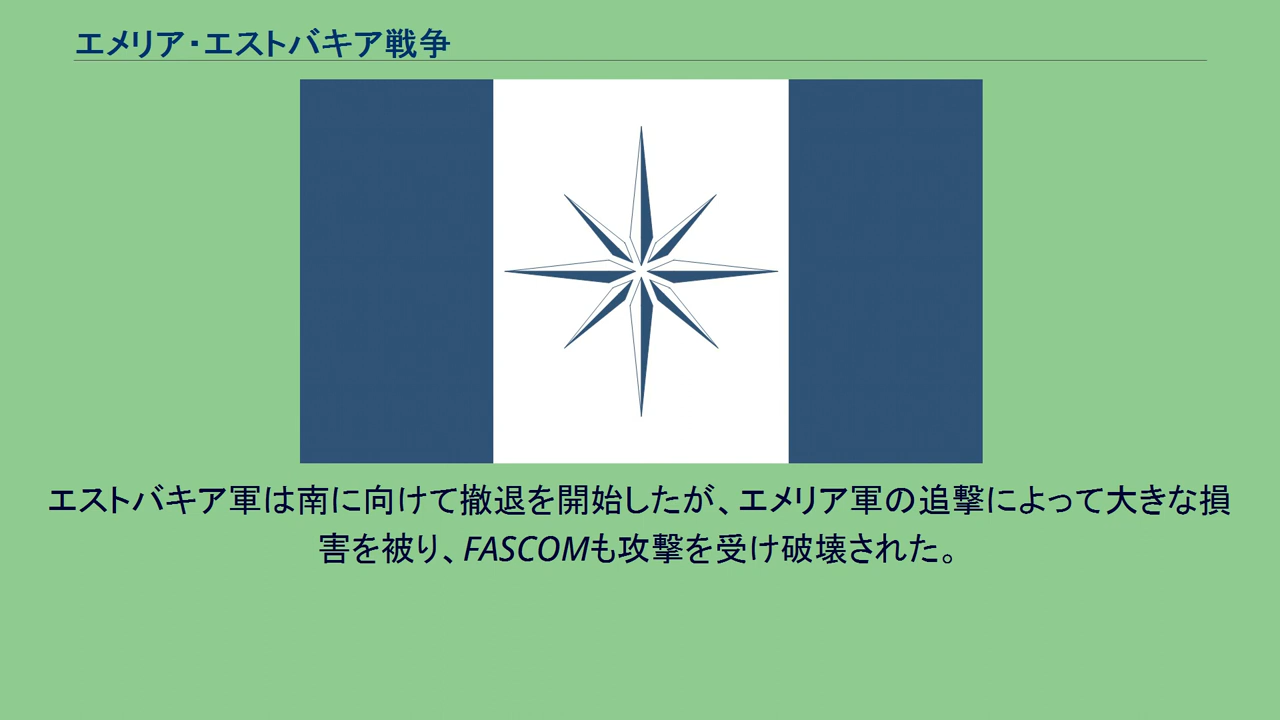 エメリア・エストバキア戦争
エストバキア軍は南に向けて撤退を開始したが、エメリア軍の追撃によって大きな損
害を被り、FASCOMも攻撃を受け破壊された。